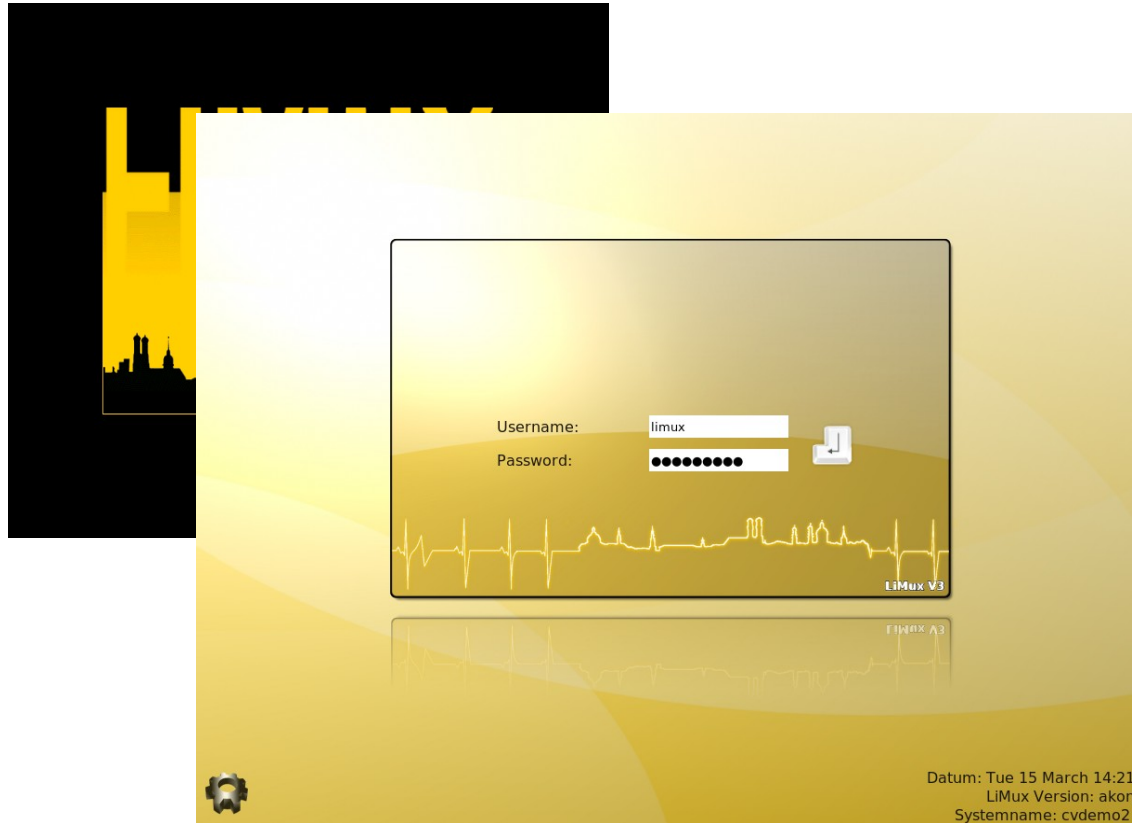 Username:
limux
Password:
●●●●●●●●●
LiMux V3
Datum: Tue 15 March 14:21
LiMux Version: akor
Systemname: cvdemo2